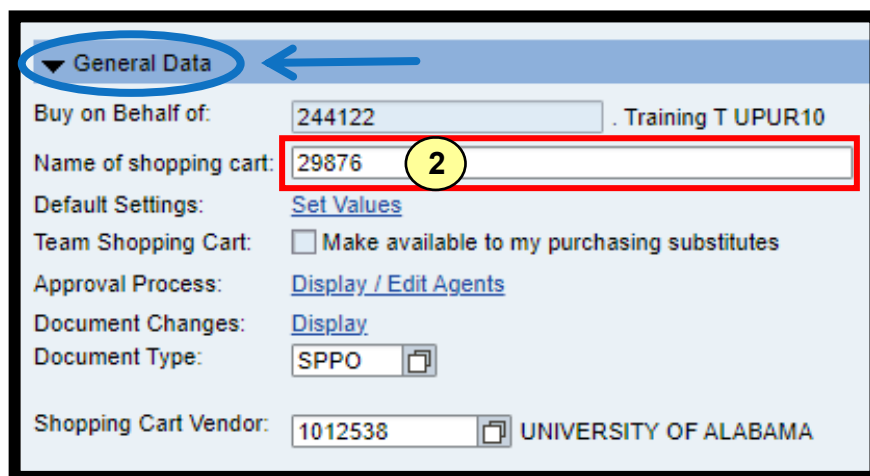 General Data
Buy on Behalf of: 244122 . Training T UPUR10
Name of shopping cart: 29876 2
Default Settings: Set Values
Team Shopping Cart: Make available to my purchasing substitutes
Approval Process: Display / Edit Agents
Document Changes: Display
Document Type: SPPO
Shopping Cart Vendor: 1012538 UNIVERSITY OF ALABAMA